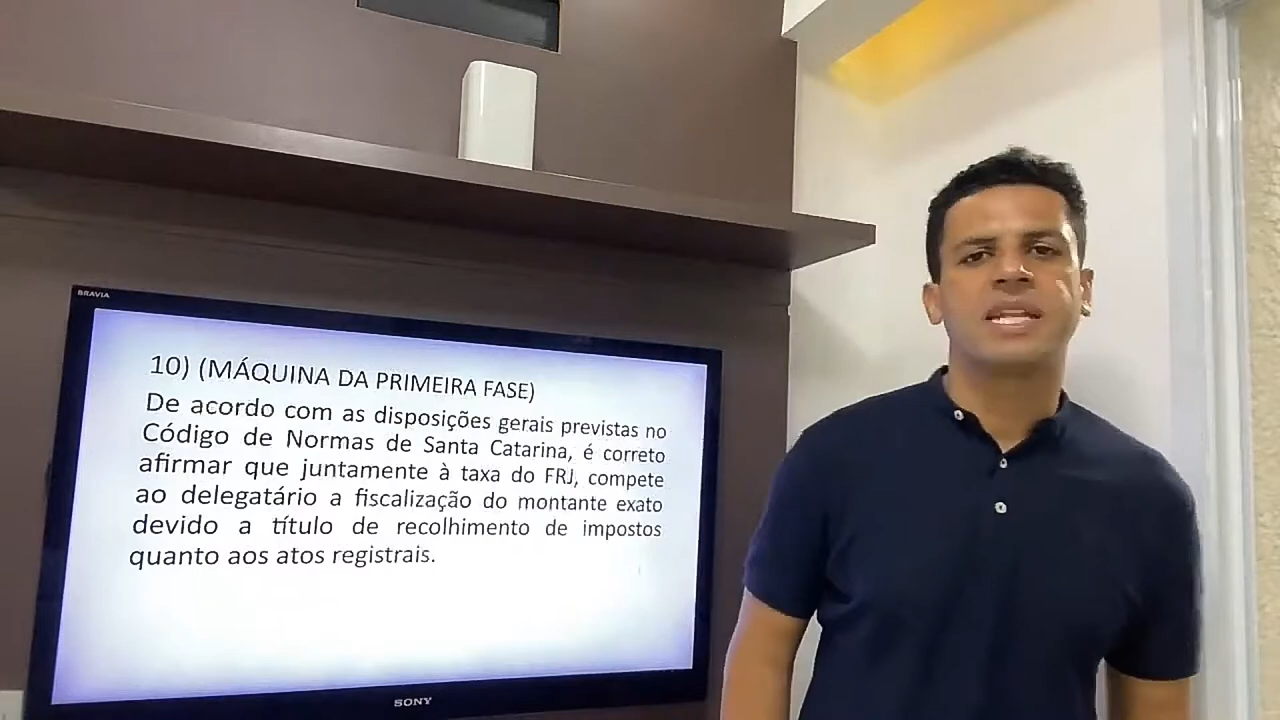 BRAVIA
10) (MÁQUINA DA PRIMEIRA FASE)
De acordo com as disposições gerais previstas no
Código de Normas de Santa Catarina, é correto
afirmar que juntamente à taxa do FRJ, compete
ao delegatário a fiscalização do montante exato
devido a título de recolhimento de impostos
quanto aos atos registrais.
SONY